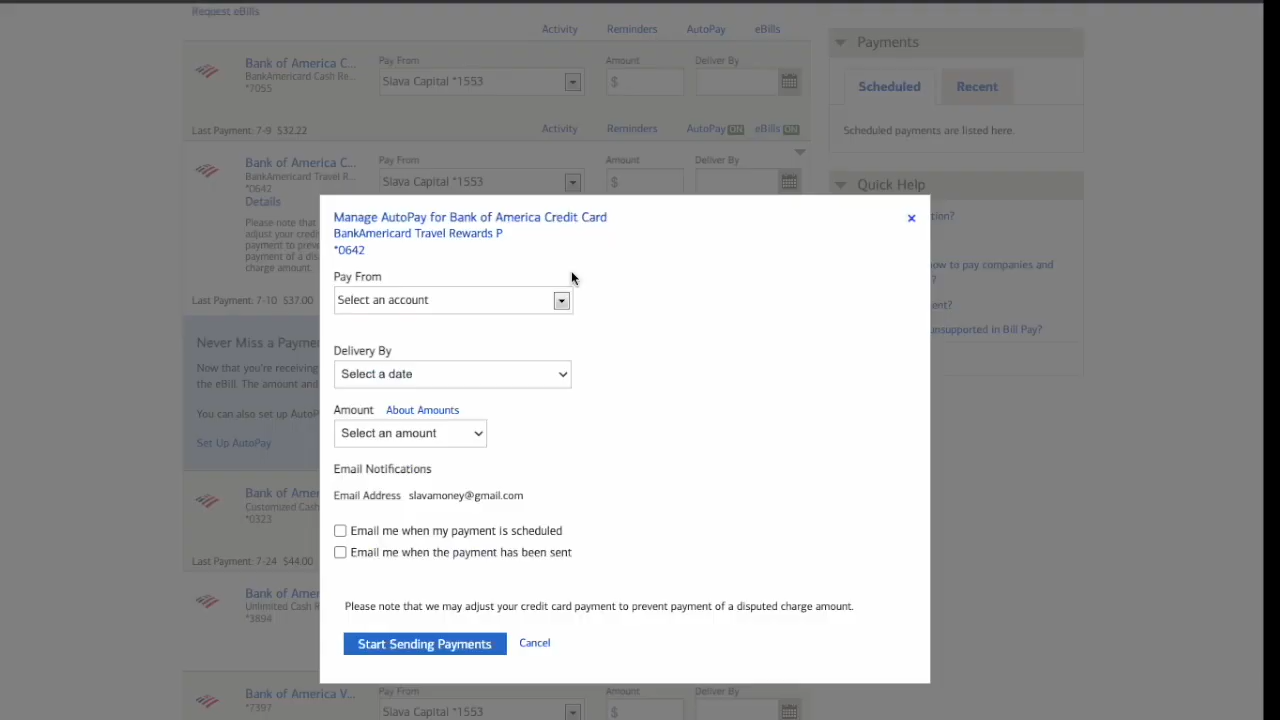 Request eBills
Activity Reminders AutoPay eBills
Payments
Bank of America C...
BankAmericard Cash Re...
*7055
Pay From
Slava Capital *1553
Amount
$
Deliver By
Scheduled Recent
Scheduled payments are listed here.
Last Payment: 7-9 $32.22
Activity Reminders AutoPay ON eBills ON
Bank of America C...
BankAmericard Travel R...
*0642
Details
Pay From
Slava Capital *1553
Amount
$
Deliver By
Quick Help
Please note that
adjust your credi
payment to prev
payment of a dis
charge amount.
Last Payment: 7-10 $37.00
tion?
how to pay companies and
?
ent?
unsupported in Bill Pay?
Never Miss a Payme
Now that you're receiving
the eBill. The amount and
You can also set up AutoP
Set Up AutoPay
Manage AutoPay for Bank of America Credit Card
BankAmericard Travel Rewards P
*0642
×
Pay From
Select an account
Delivery By
Select a date
Amount About Amounts
Select an amount
Email Notifications
Email Address slavamoney@gmail.com
Email me when my payment is scheduled
Email me when the payment has been sent
Please note that we may adjust your credit card payment to prevent payment of a disputed charge amount.
Start Sending Payments Cancel
Bank of Amer
Customized Cash
*0323
Last Payment: 7-24 $44.00
Bank of Amer
Unlimited Cash R
*3894
Bank of America V...
*7397
Pay From
Slava Capital *1553
Amount
$
Deliver By